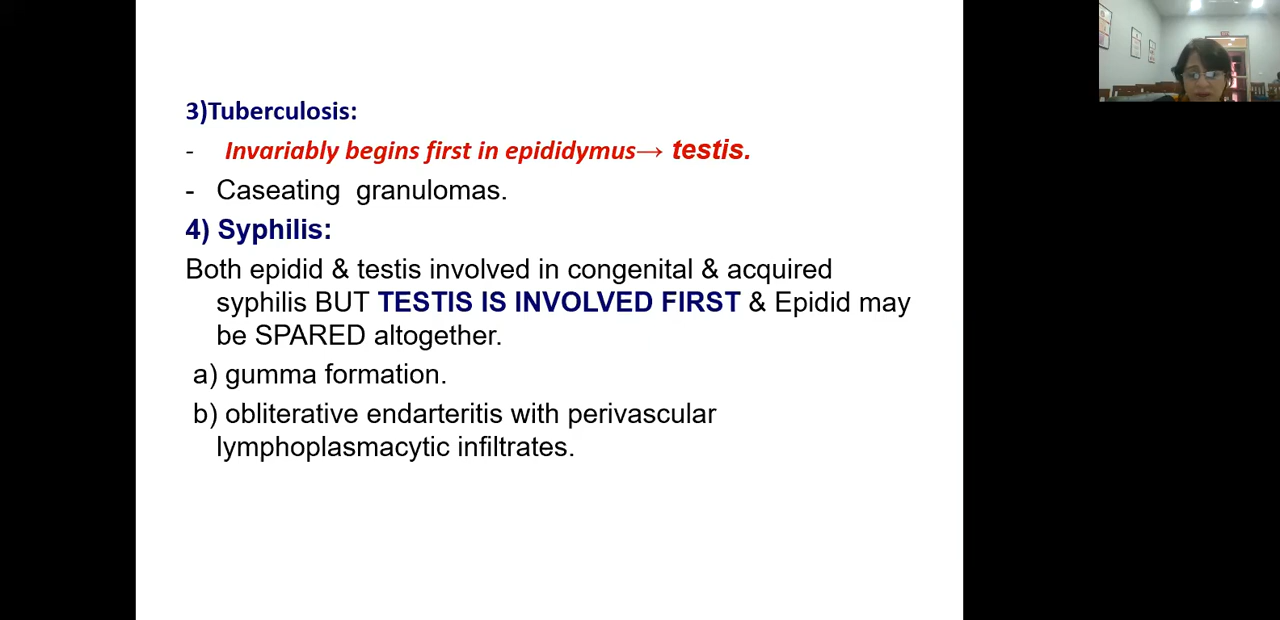 3)Tuberculosis:
- Invariably begins first in epididymus→ testis.
- Caseating granulomas.
4) Syphilis:
Both epidid & testis involved in congenital & acquired
syphilis BUT TESTIS IS INVOLVED FIRST & Epidid may
be SPARED altogether.
a) gumma formation.
b) obliterative endarteritis with perivascular
lymphoplasmacytic infiltrates.